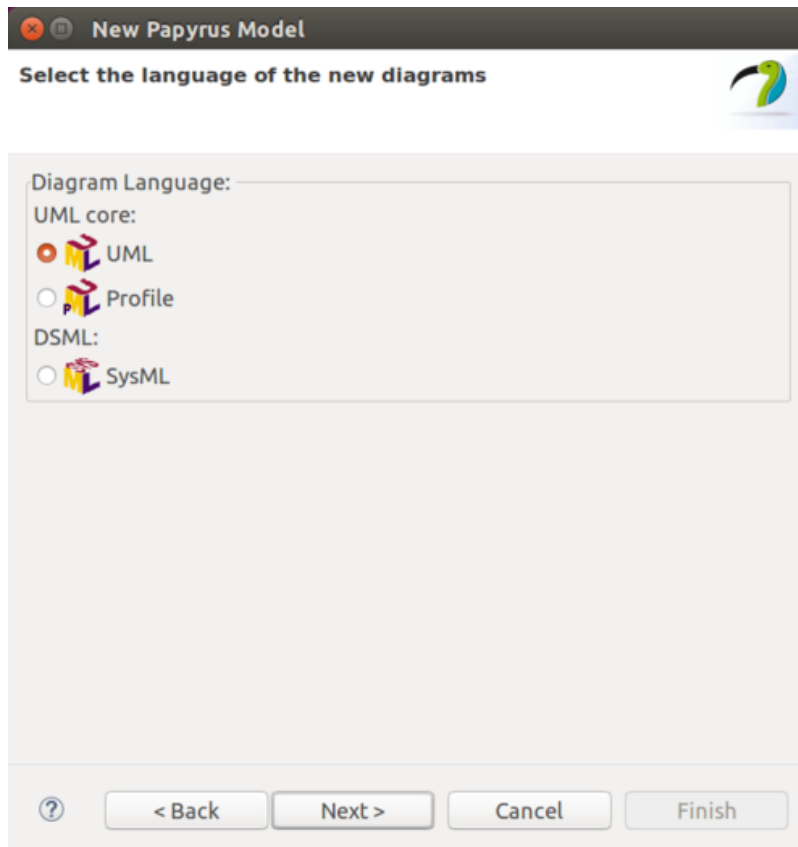 New Papyrus Model
Select the language of the new diagrams
Diagram Language:
UML core:
UML
Profile
DSML:
SysML
< Back Next > Cancel Finish